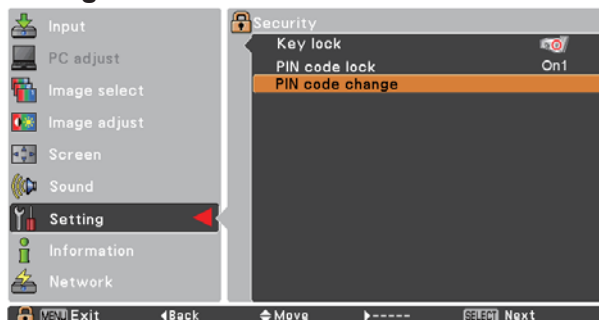 Input
PC adjust
Image select
Image adjust
Screen
Sound
Setting
Information
Network
Security
Key lock
PIN code lock On1
PIN code change
MENU Exit ◀Back ◆Move ▶----- SELECT Next